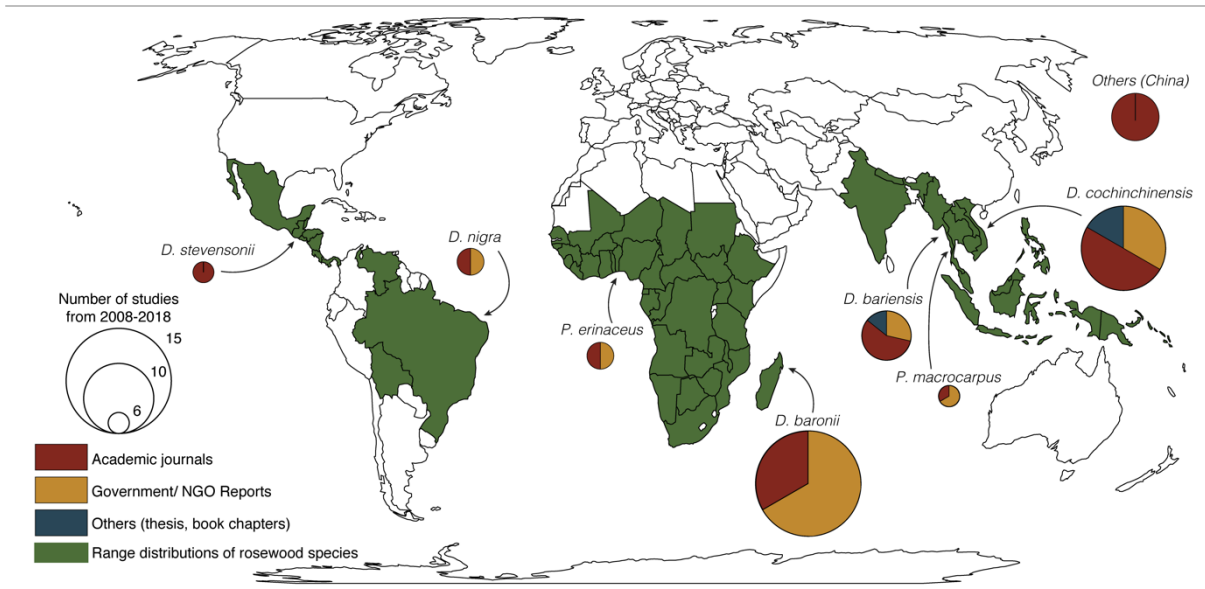 Others (China)
D. cochinchinensis
D. nigra
D. stevensonii
Number of studies
from 2008-2018
15
10
6
P. erinaceus
D. bariensis
P. macrocarpus
D. baronii
Academic journals
Government/ NGO Reports
Others (thesis, book chapters)
Range distributions of rosewood species